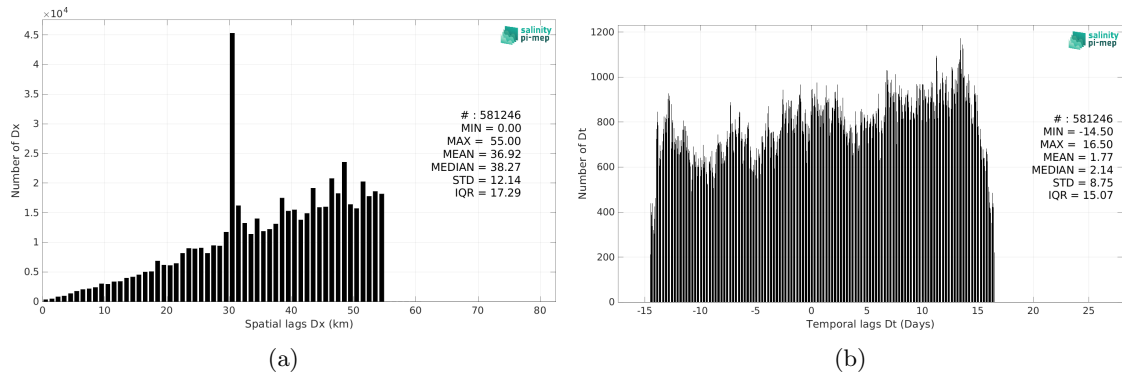 ×10⁴
4.5
4
3.5
3
2.5
2
1.5
1
0.5
0
Number of Dx
salinity
pi-mep
# : 581246
MIN = 0.00
MAX = 55.00
MEAN = 36.92
MEDIAN = 38.27
STD = 12.14
IQR = 17.29
0 10 20 30 40 50 60 70 80
Spatial lags Dx (km)
(a)
1200
1000
800
600
400
200
0
Number of Dt
salinity
pi-mep
# : 581246
MIN = -14.50
MAX = 16.50
MEAN = 1.77
MEDIAN = 2.14
STD = 8.75
IQR = 15.07
-15 -10 -5 0 5 10 15 20 25
Temporal lags Dt (Days)
(b)